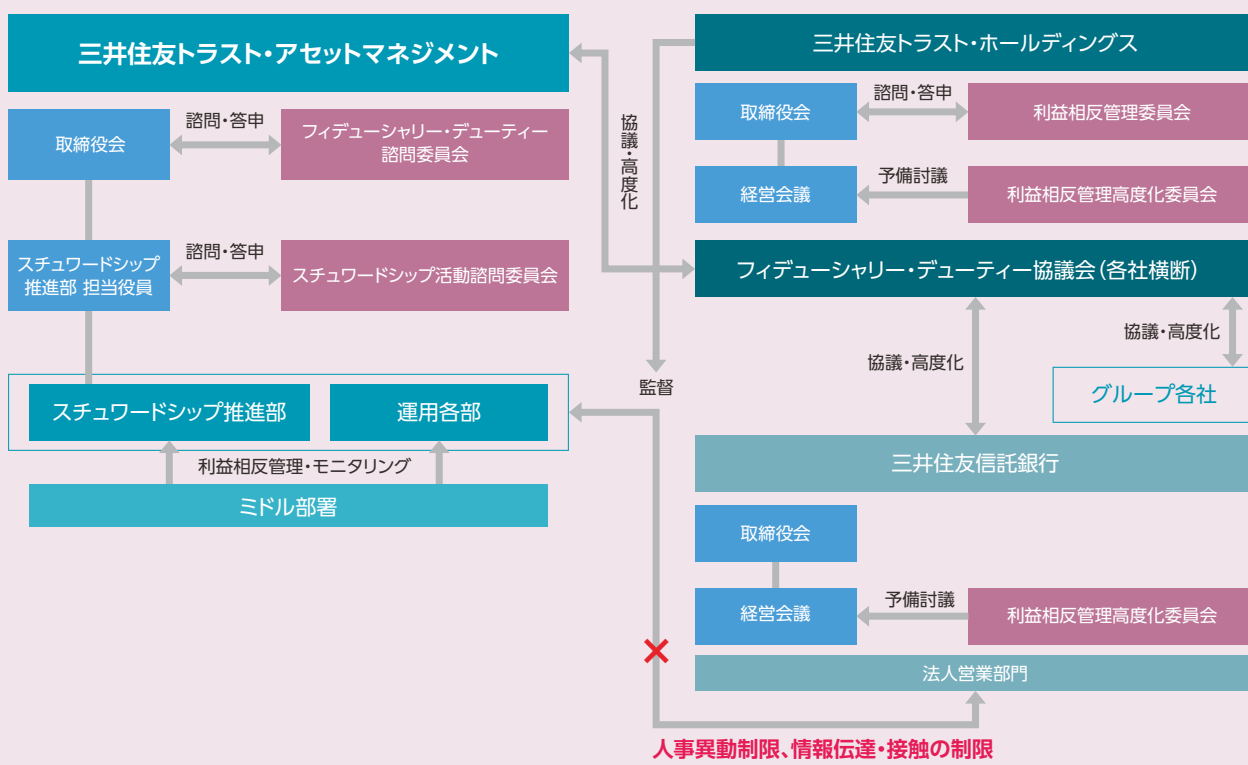 三井住友トラスト・アセットマネジメント
取締役会
諮問・答申
フィデューシャリー・デューティー
諮問委員会
スチュワードシップ
推進部 担当役員
諮問・答申
スチュワードシップ活動諮問委員会
スチュワードシップ推進部
運用各部
利益相反管理・モニタリング
ミドル部署
協議・高度化
監督
三井住友トラスト・ホールディングス
取締役会
諮問・答申
利益相反管理委員会
経営会議
予備討議
利益相反管理高度化委員会
フィデューシャリー・デューティー協議会（各社横断）
協議・高度化
協議・高度化
グループ各社
三井住友信託銀行
取締役会
経営会議
予備討議
利益相反管理高度化委員会
法人営業部門
人事異動制限、情報伝達・接触の制限